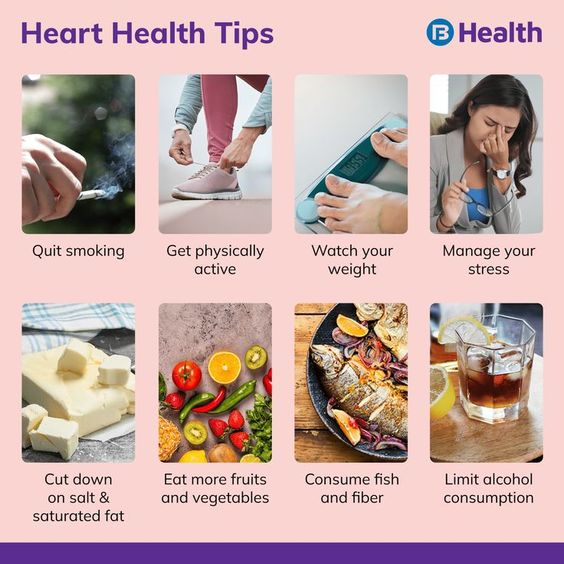 Heart Health Tips
B Health
Quit smoking
Get physically
active
Watch your
weight
Manage your
stress
Cut down
on salt &
saturated fat
Eat more fruits
and vegetables
Consume fish
and fiber
Limit alcohol
consumption